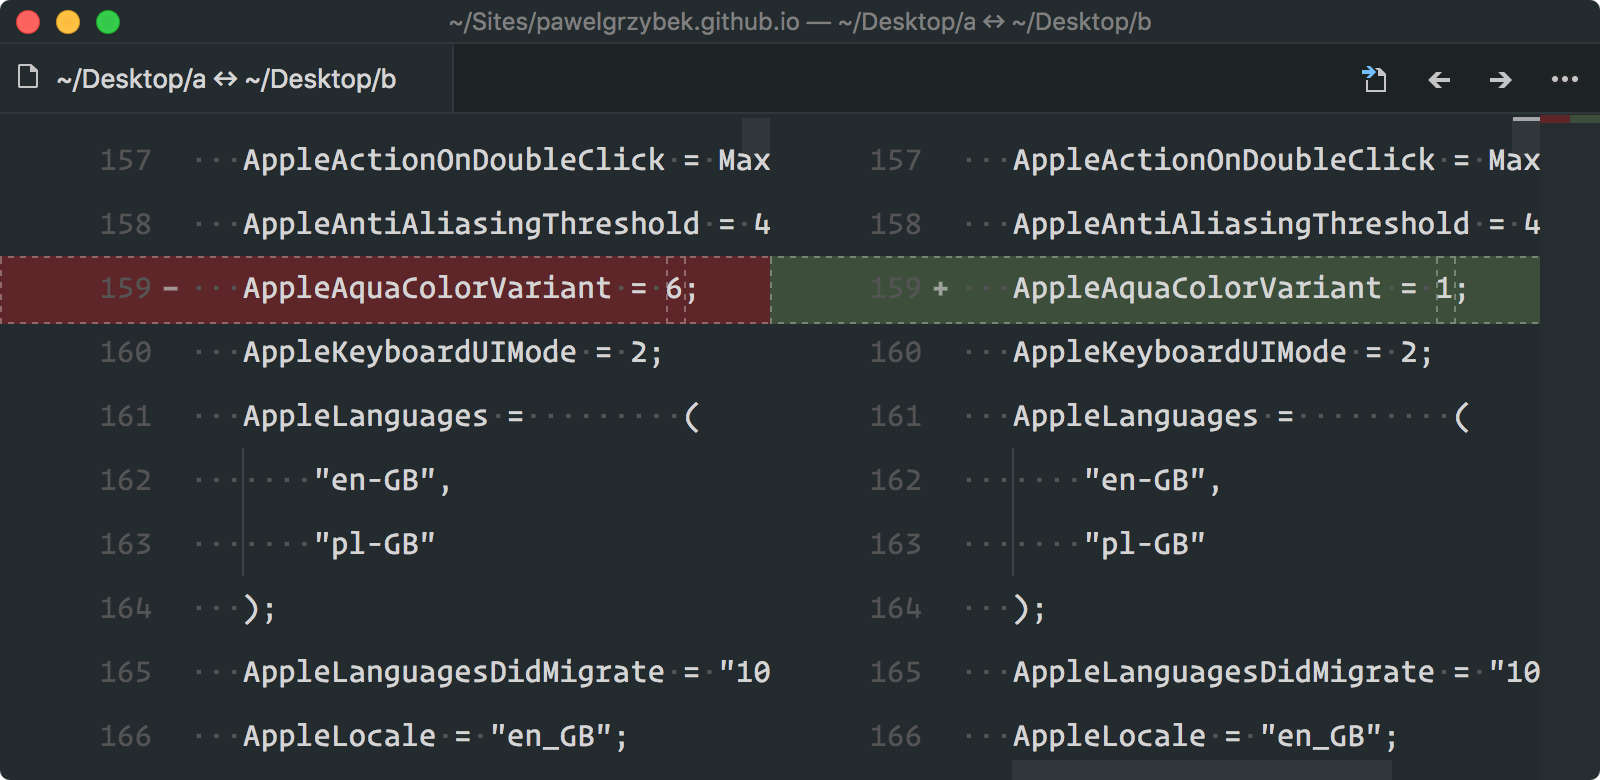 ~/Sites/pawelgrzybek.github.io — ~/Desktop/a ↔ ~/Desktop/b
~/Desktop/a ↔ ~/Desktop/b
157 ···AppleActionOnDoubleClick·=·Max
158 ···AppleAntiAliasingThreshold·=·4
159 - ···AppleAquaColorVariant·=·6;
160 ···AppleKeyboardUIMode·=·2;
161 ···AppleLanguages·=·········(
162 ·······"en-GB",
163 ·······"pl-GB"
164 ···);
165 ···AppleLanguagesDidMigrate·=·"10
166 ···AppleLocale·=·"en_GB";
157 ···AppleActionOnDoubleClick·=·Max
158 ···AppleAntiAliasingThreshold·=·4
159 + ···AppleAquaColorVariant·=·1;
160 ···AppleKeyboardUIMode·=·2;
161 ···AppleLanguages·=·········(
162 ·······"en-GB",
163 ·······"pl-GB"
164 ···);
165 ···AppleLanguagesDidMigrate·=·"10
166 ···AppleLocale·=·"en_GB";